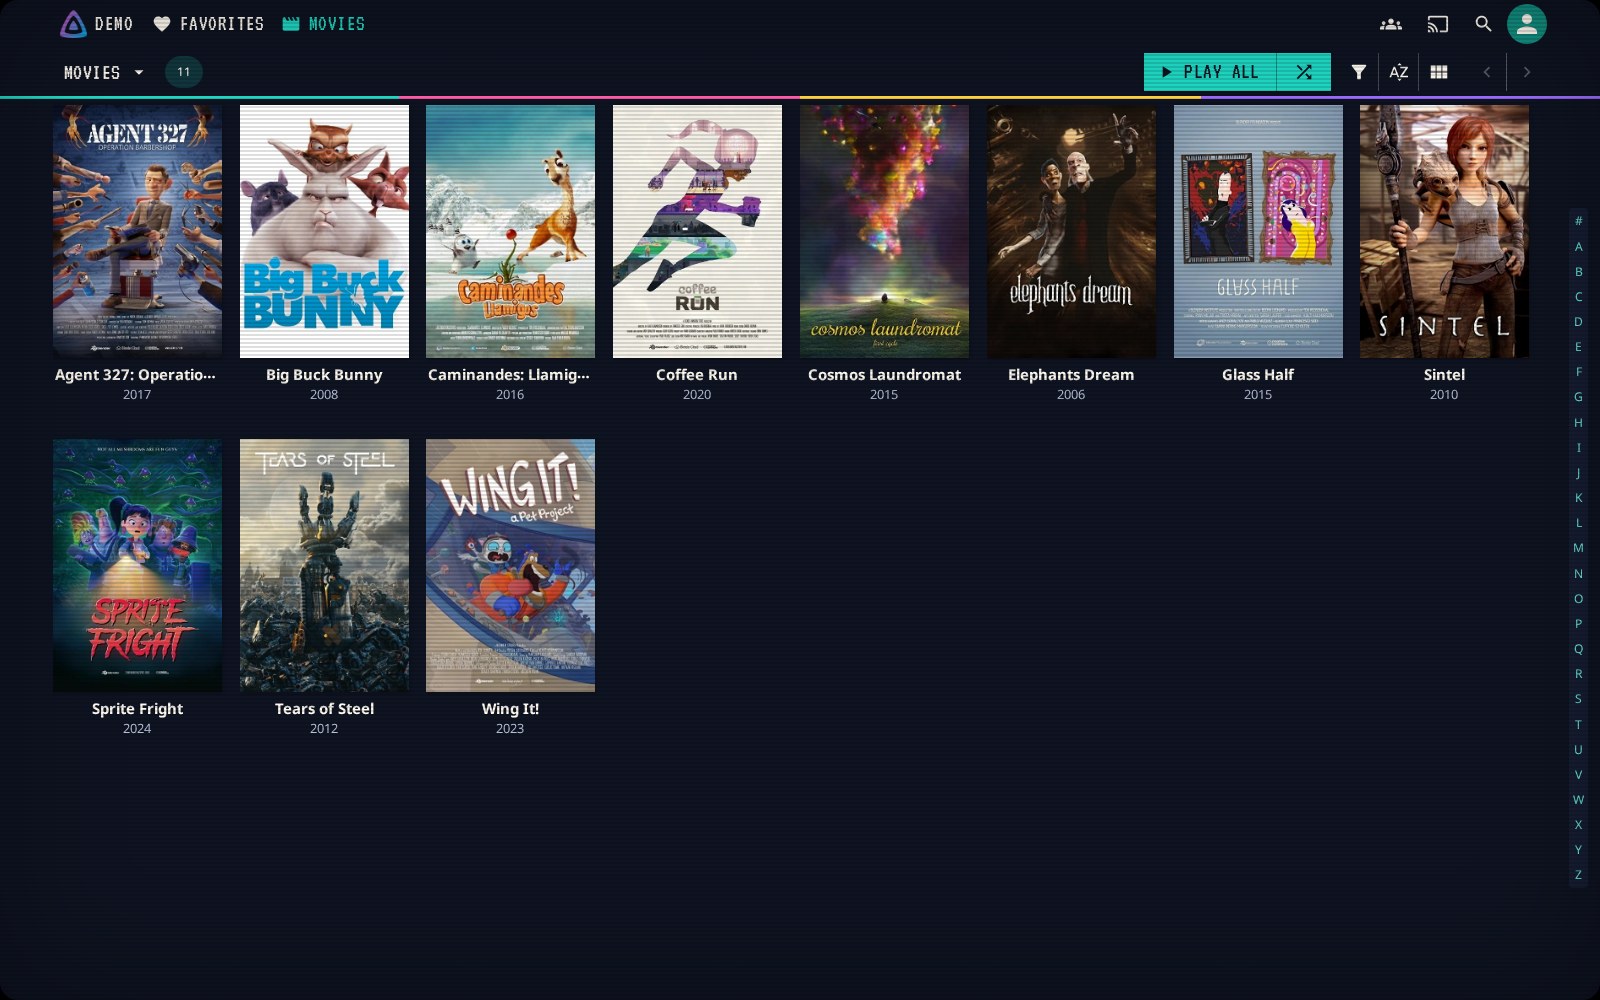 DEMO FAVORITES MOVIES
MOVIES 11 PLAY ALL AZ
AGENT 327
OPERATION BARBERSHOP
Big Buck
BUNNY
Caminandes
Llamigos
coffee
RUN
cosmos laundromat
first cycle
elephants dream
GLASS HALF
SINTEL
Agent 327: Operatio...
2017
Big Buck Bunny
2008
Caminandes: Llamig...
2016
Coffee Run
2020
Cosmos Laundromat
2015
Elephants Dream
2006
Glass Half
2015
Sintel
2010
SPRITE
FRIGHT
TEARS OF STEEL
WING IT!
a Pet Project
Sprite Fright
2024
Tears of Steel
2012
Wing It!
2023
#
A
B
C
D
E
F
G
H
I
J
K
L
M
N
O
P
Q
R
S
T
U
V
W
X
Y
Z